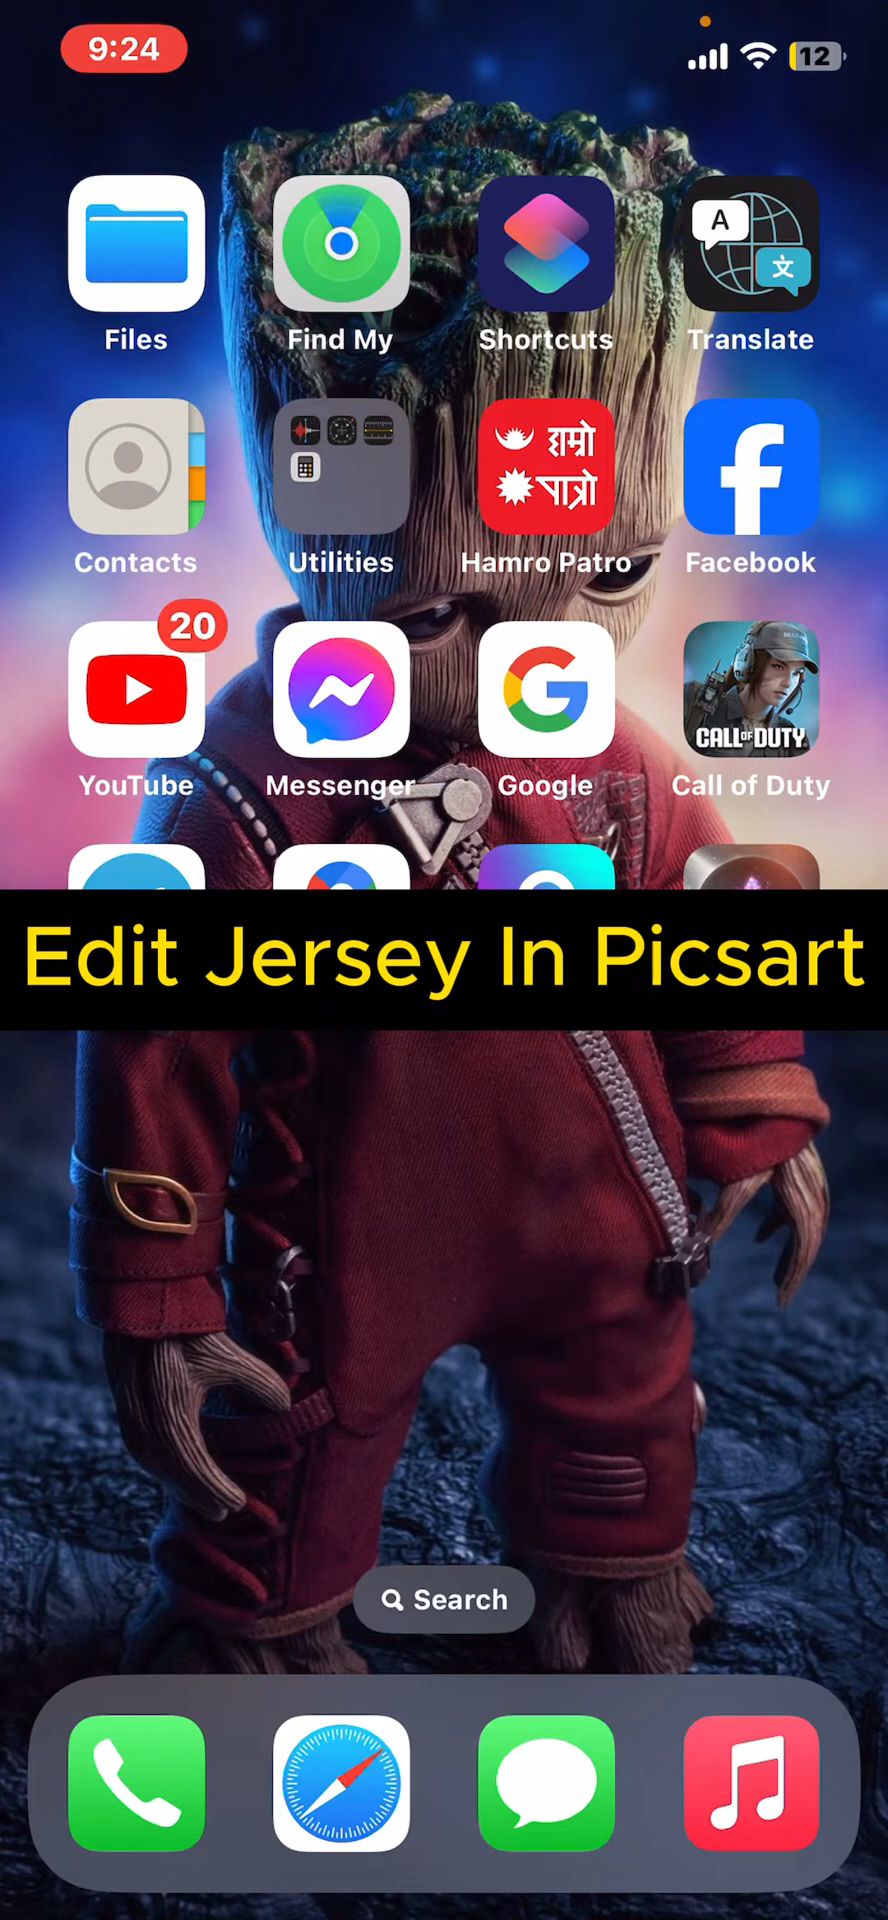 9:24
12
A
文
Files
Find My
Shortcuts
Translate
हाम्रो
पात्रो
Contacts
Utilities
Hamro Patro
Facebook
20
CALL OF DUTY
YouTube
Messenger
Google
Call of Duty
Edit Jersey In Picsart
Search